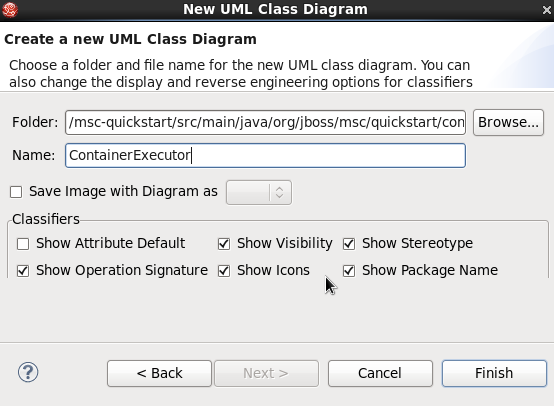 New UML Class Diagram
Create a new UML Class Diagram
Choose a folder and file name for the new UML class diagram. You can
also change the display and reverse engineering options for classifiers
Folder: /msc-quickstart/src/main/java/org/jboss/msc/quickstart/con Browse...
Name: ContainerExecutor
Save Image with Diagram as
Classifiers
Show Attribute Default Show Visibility Show Stereotype
Show Operation Signature Show Icons Show Package Name
? < Back Next > Cancel Finish